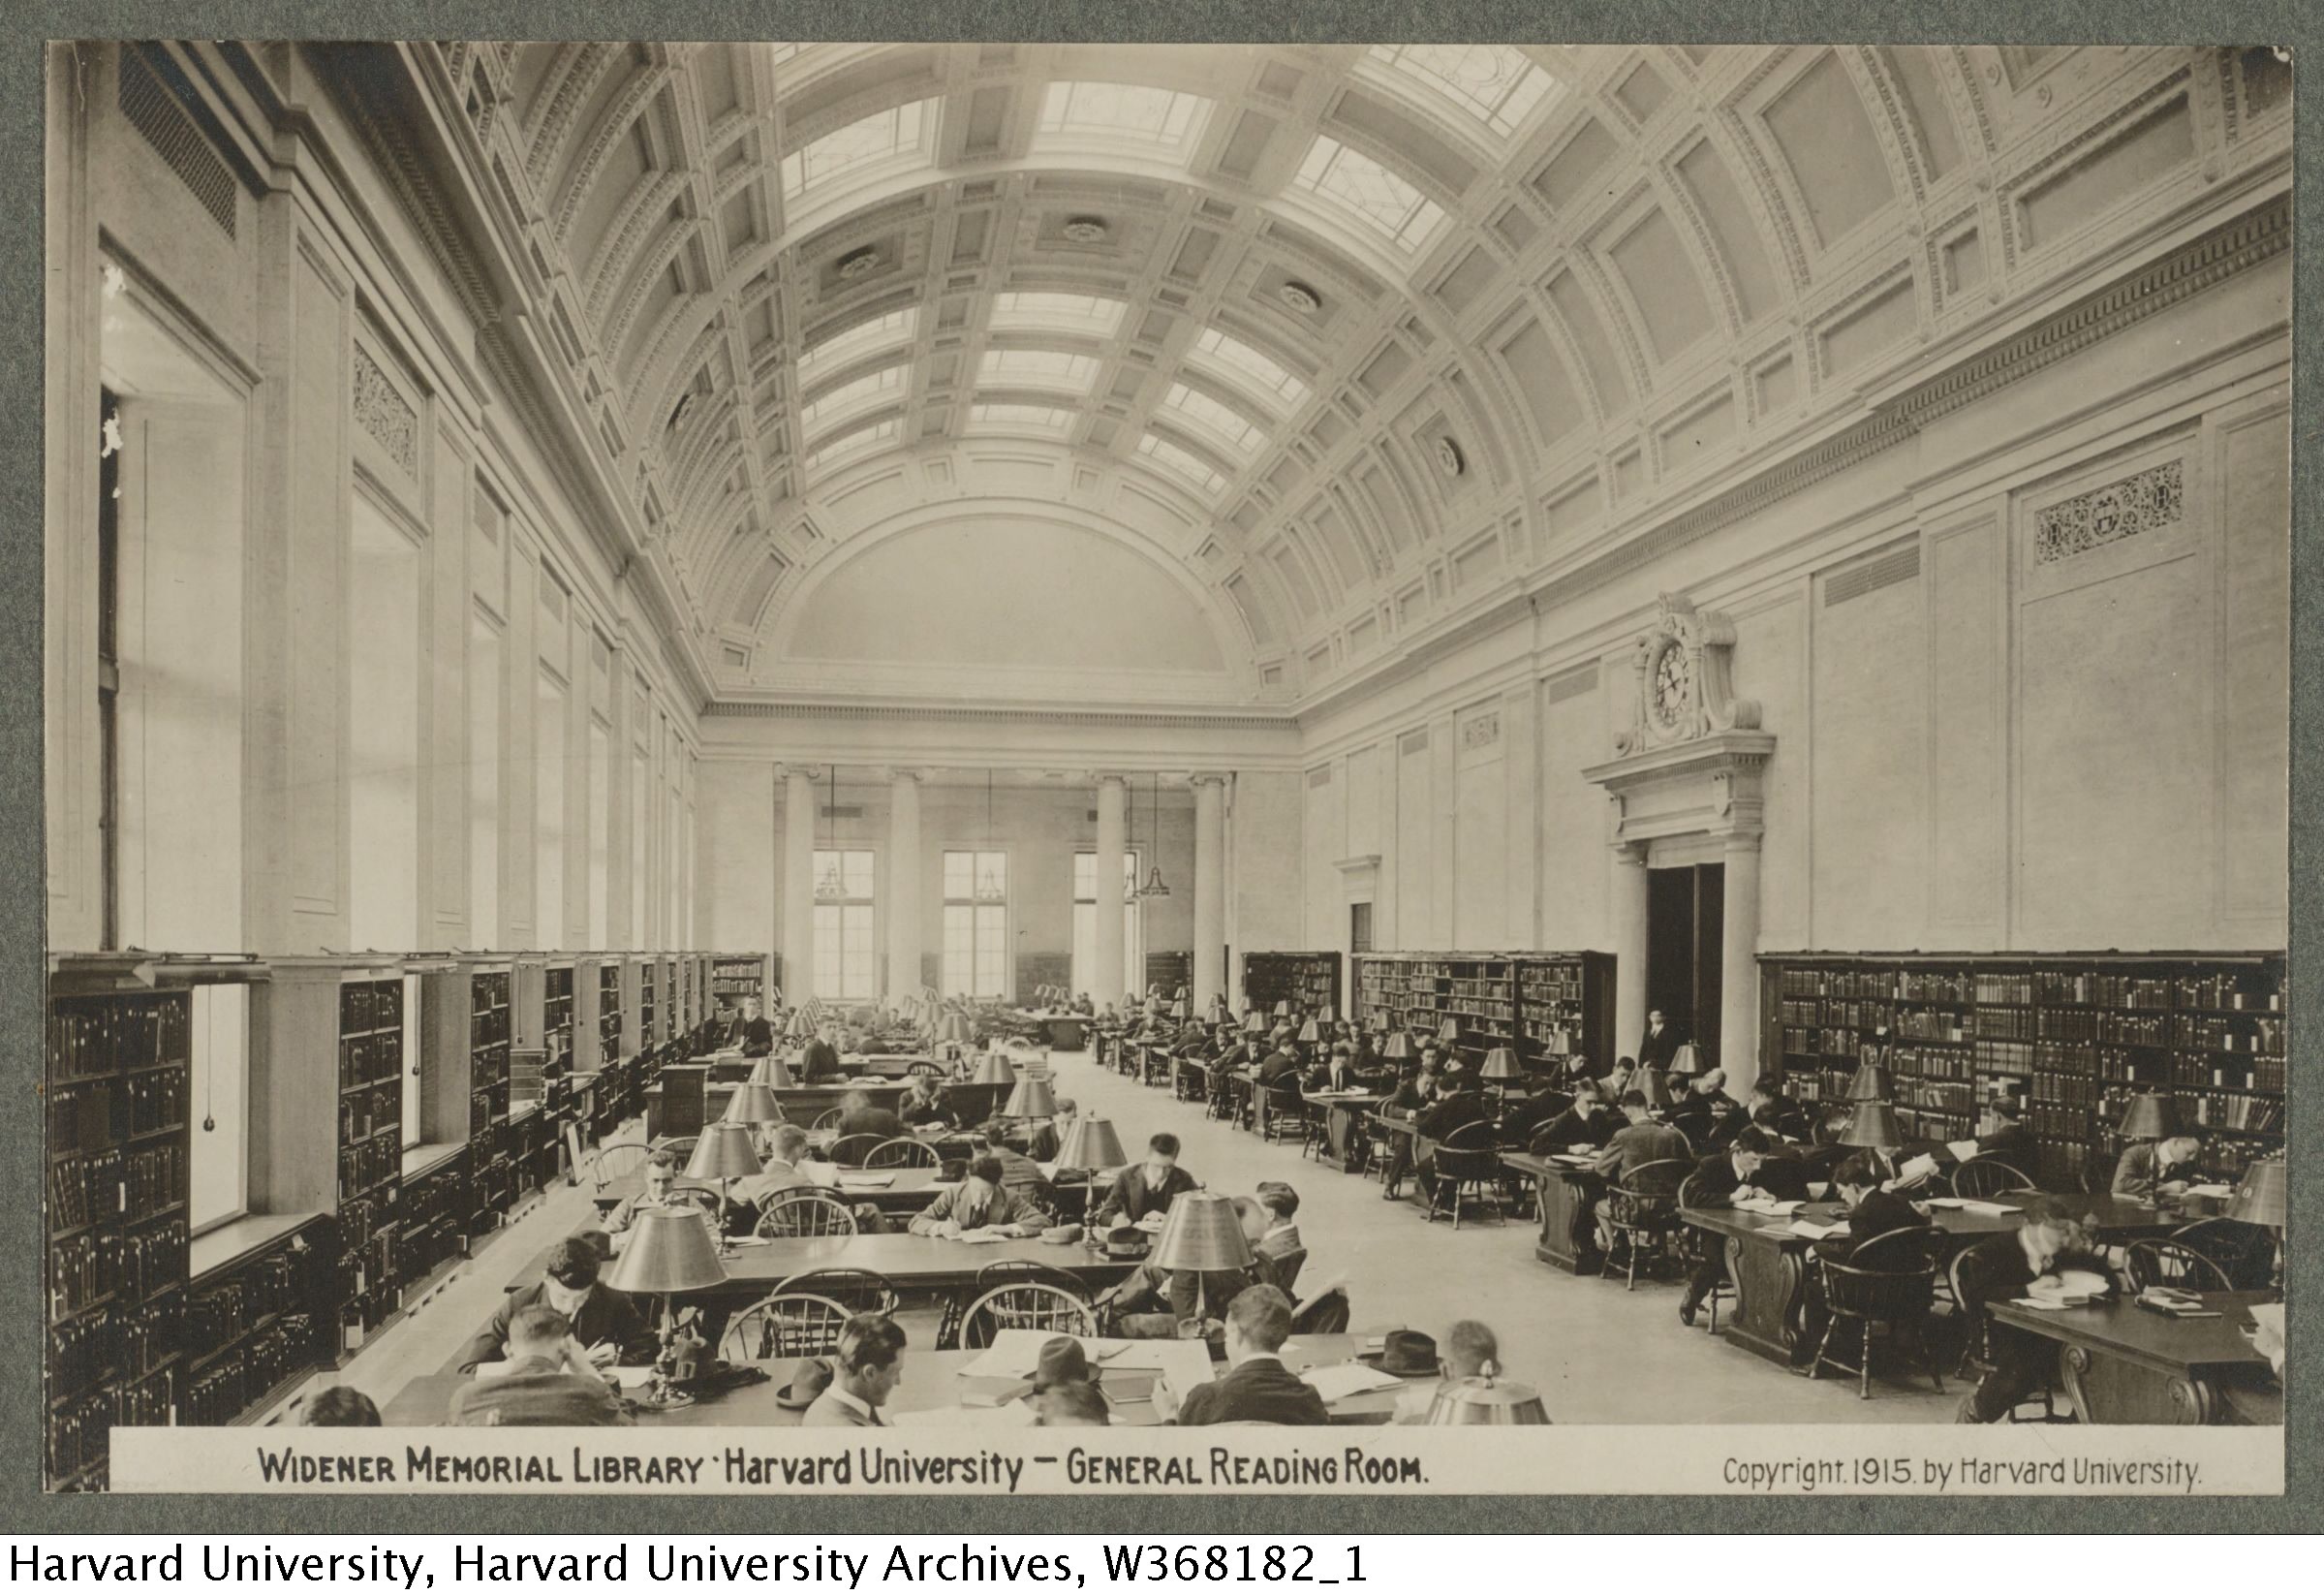 WIDENER MEMORIAL LIBRARY · Harvard University — GENERAL READING ROOM.
Copyright. 1915. by Harvard University.
Harvard University, Harvard University Archives, W368182_1